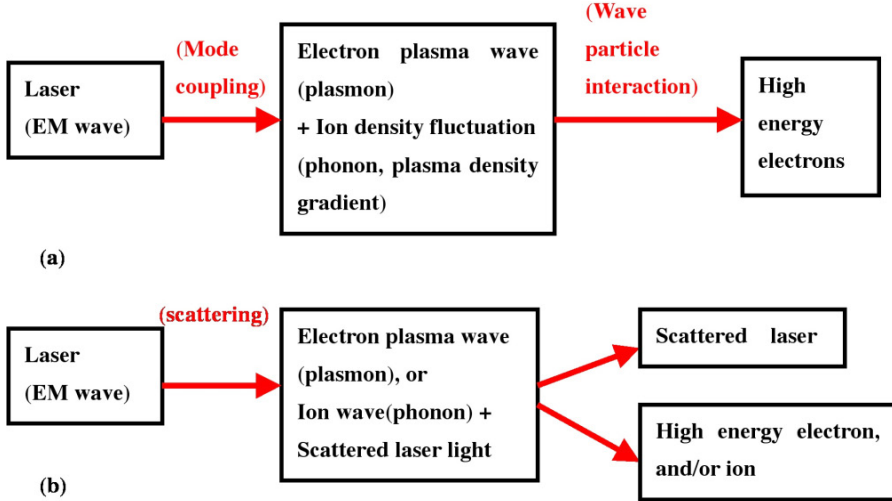 (Mode
coupling)
(Wave
particle
interaction)
Laser
(EM wave)
Electron plasma wave
(plasmon)
+ Ion density fluctuation
(phonon, plasma density
gradient)
High
energy
electrons
(a)
(scattering)
Laser
(EM wave)
Electron plasma wave
(plasmon), or
Ion wave(phonon) +
Scattered laser light
Scattered laser
High energy electron,
and/or ion
(b)